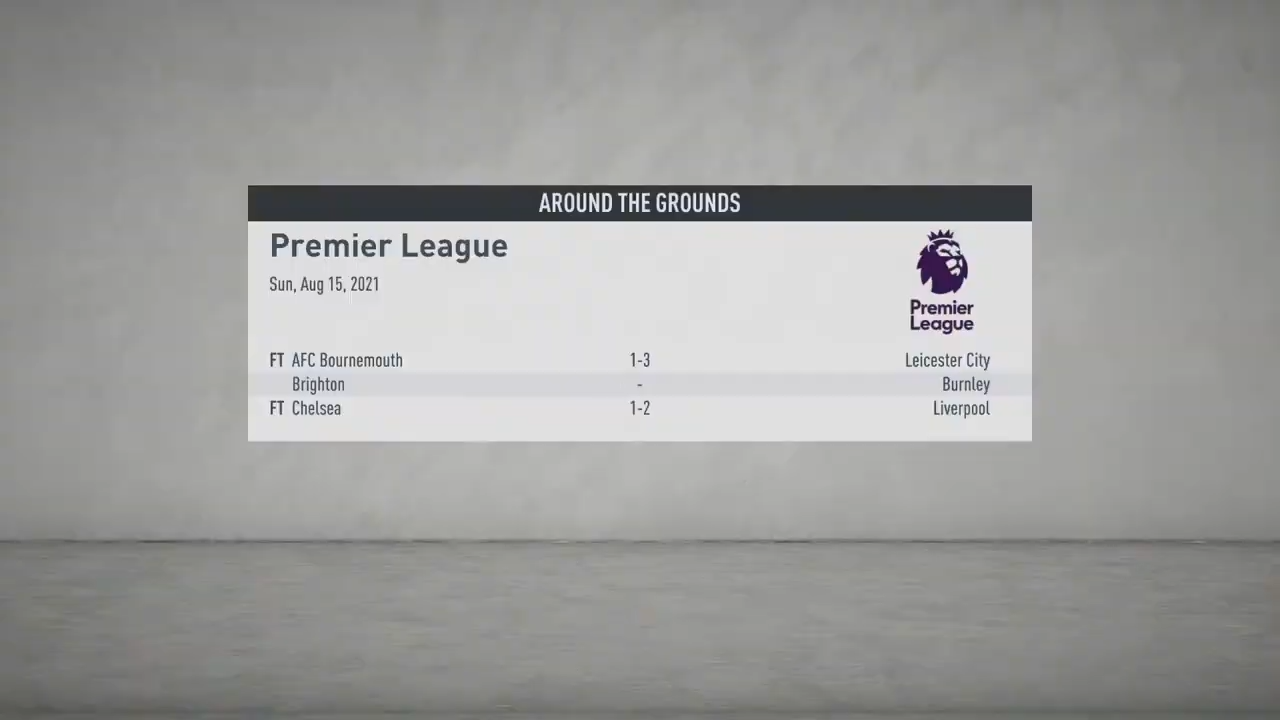 AROUND THE GROUNDS
Premier League
Sun, Aug 15, 2021
Premier
League
FT AFC Bournemouth 1-3 Leicester City
Brighton - Burnley
FT Chelsea 1-2 Liverpool